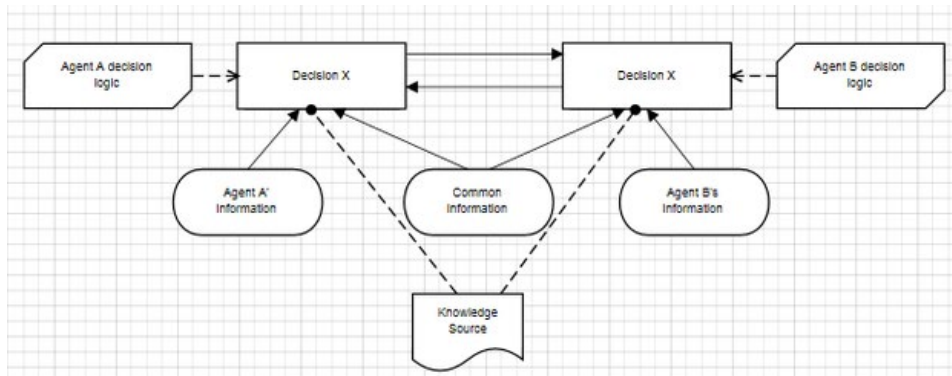 Agent A decision
logic
Decision X
Decision X
Agent B decision
logic
Agent A'
Information
Common
Information
Agent B's
Information
Knowledge
Source